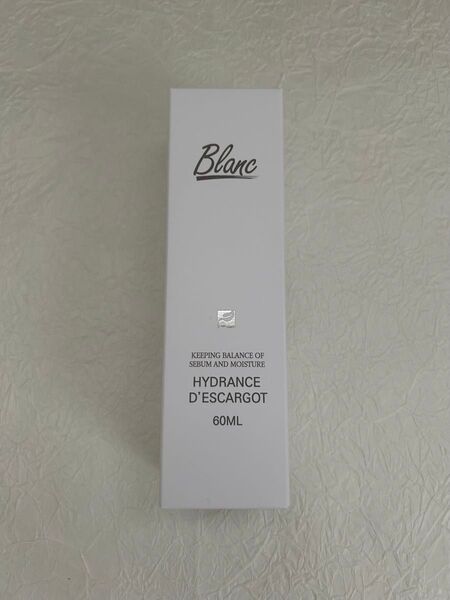 Blanc
KEEPING BALANCE OF
SEBUM AND MOISTURE
HYDRANCE
D'ESCARGOT
60ML